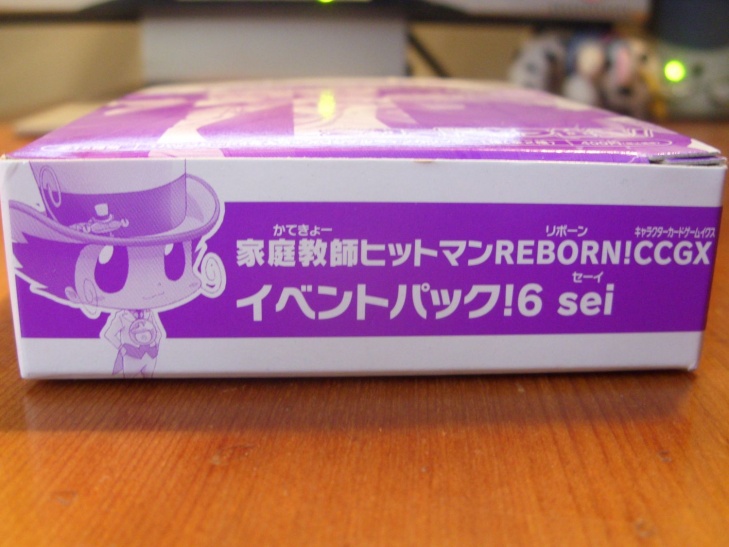 かてきょー リボーン キャラクターカードゲームイクス
家庭教師ヒットマンREBORN!CCGX
セーイ
イベントパック!6 sei